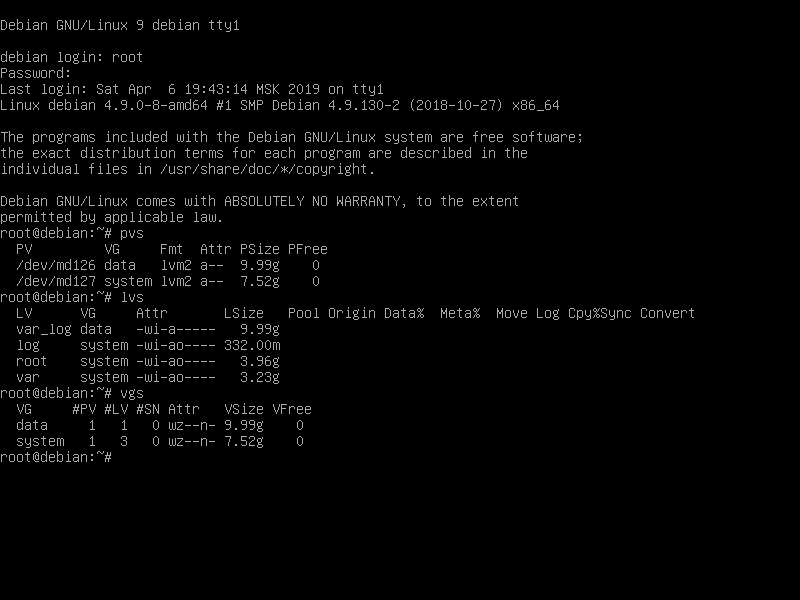 Debian GNU/Linux 9 debian tty1
debian login: root
Password:
Last login: Sat Apr  6 19:43:14 MSK 2019 on tty1
Linux debian 4.9.0-8-amd64 #1 SMP Debian 4.9.130-2 (2018-10-27) x86_64
The programs included with the Debian GNU/Linux system are free software;
the exact distribution terms for each program are described in the
individual files in /usr/share/doc/*/copyright.
Debian GNU/Linux comes with ABSOLUTELY NO WARRANTY, to the extent
permitted by applicable law.
root@debian:~# pvs
  PV         VG     Fmt  Attr PSize PFree
  /dev/md126 data   lvm2 a--  9.99g    0
  /dev/md127 system lvm2 a--  7.52g    0
root@debian:~# lvs
  LV      VG     Attr       LSize   Pool Origin Data%  Meta%  Move Log Cpy%Sync Convert
  var_log data   -wi-a-----   9.99g
  log     system -wi-ao---- 332.00m
  root    system -wi-ao----   3.96g
  var     system -wi-ao----   3.23g
root@debian:~# vgs
  VG     #PV #LV #SN Attr   VSize VFree
  data     1   1   0 wz--n- 9.99g    0
  system   1   3   0 wz--n- 7.52g    0
root@debian:~#